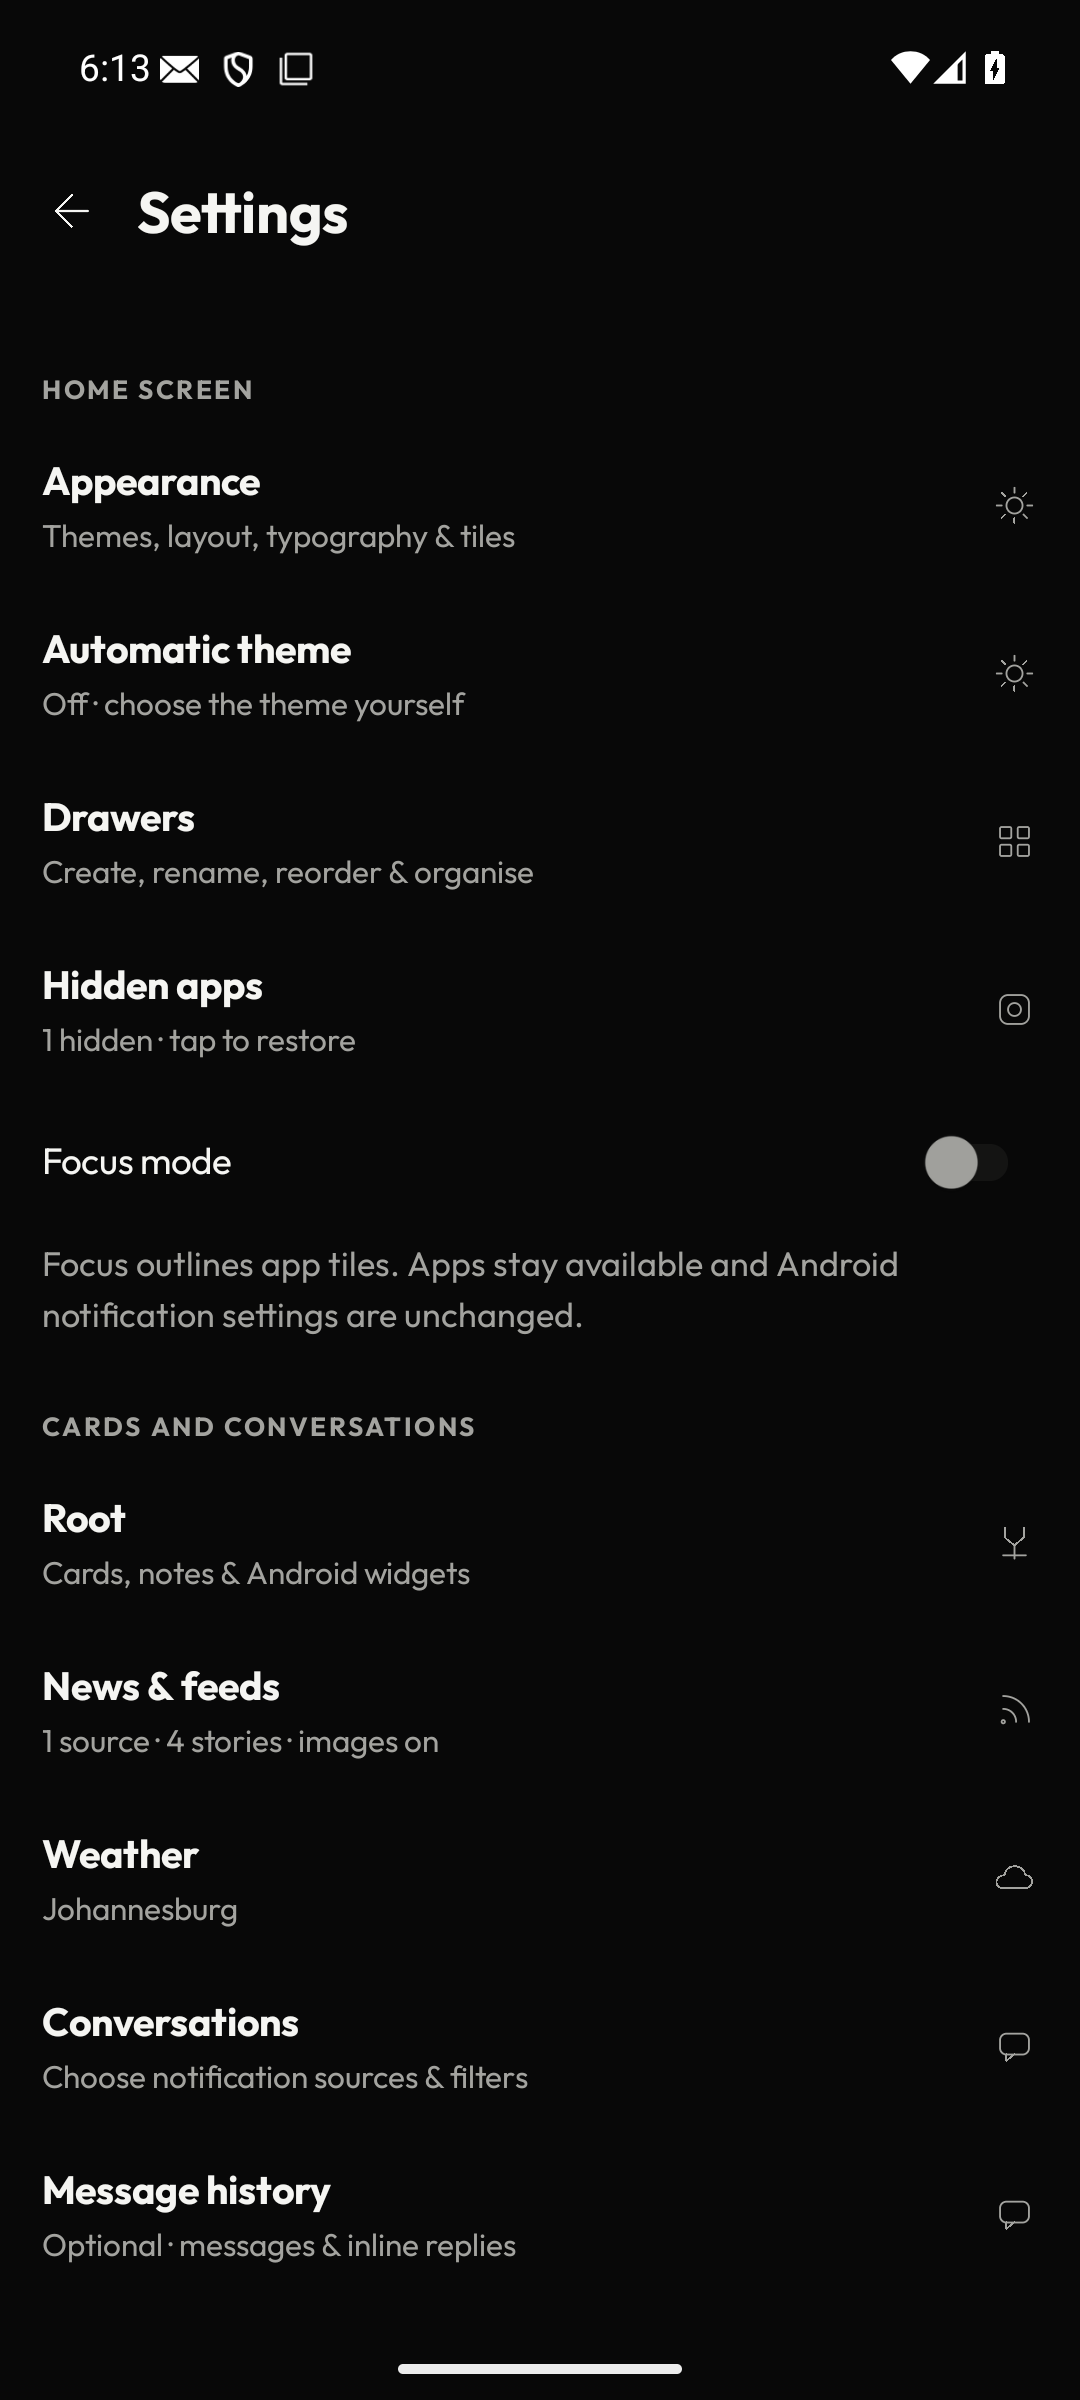 6:13
Settings
HOME SCREEN
Appearance
Themes, layout, typography & tiles
Automatic theme
Off · choose the theme yourself
Drawers
Create, rename, reorder & organise
Hidden apps
1 hidden · tap to restore
Focus mode
Focus outlines app tiles. Apps stay available and Android
notification settings are unchanged.
CARDS AND CONVERSATIONS
Root
Cards, notes & Android widgets
News & feeds
1 source · 4 stories · images on
Weather
Johannesburg
Conversations
Choose notification sources & filters
Message history
Optional · messages & inline replies